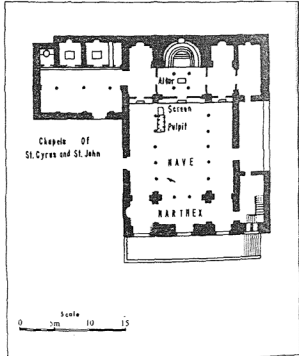 Altar
Screen
Pulpit
Chapels Of
St. Cyrus and St. John
NAVE
NARTHEX
Scale
0 5m 10 15